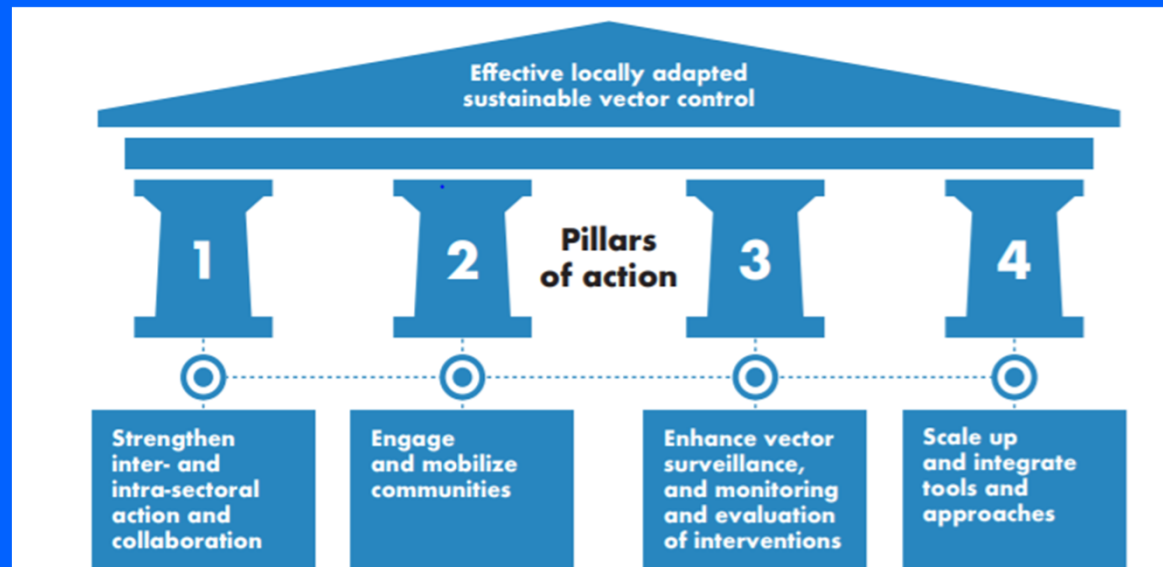 Effective locally adapted
sustainable vector control
1
2
Pillars
of action
3
4
Strengthen
inter- and
intra-sectoral
action and
collaboration
Engage
and mobilize
communities
Enhance vector
surveillance,
and monitoring
and evaluation
of interventions
Scale up
and integrate
tools and
approaches